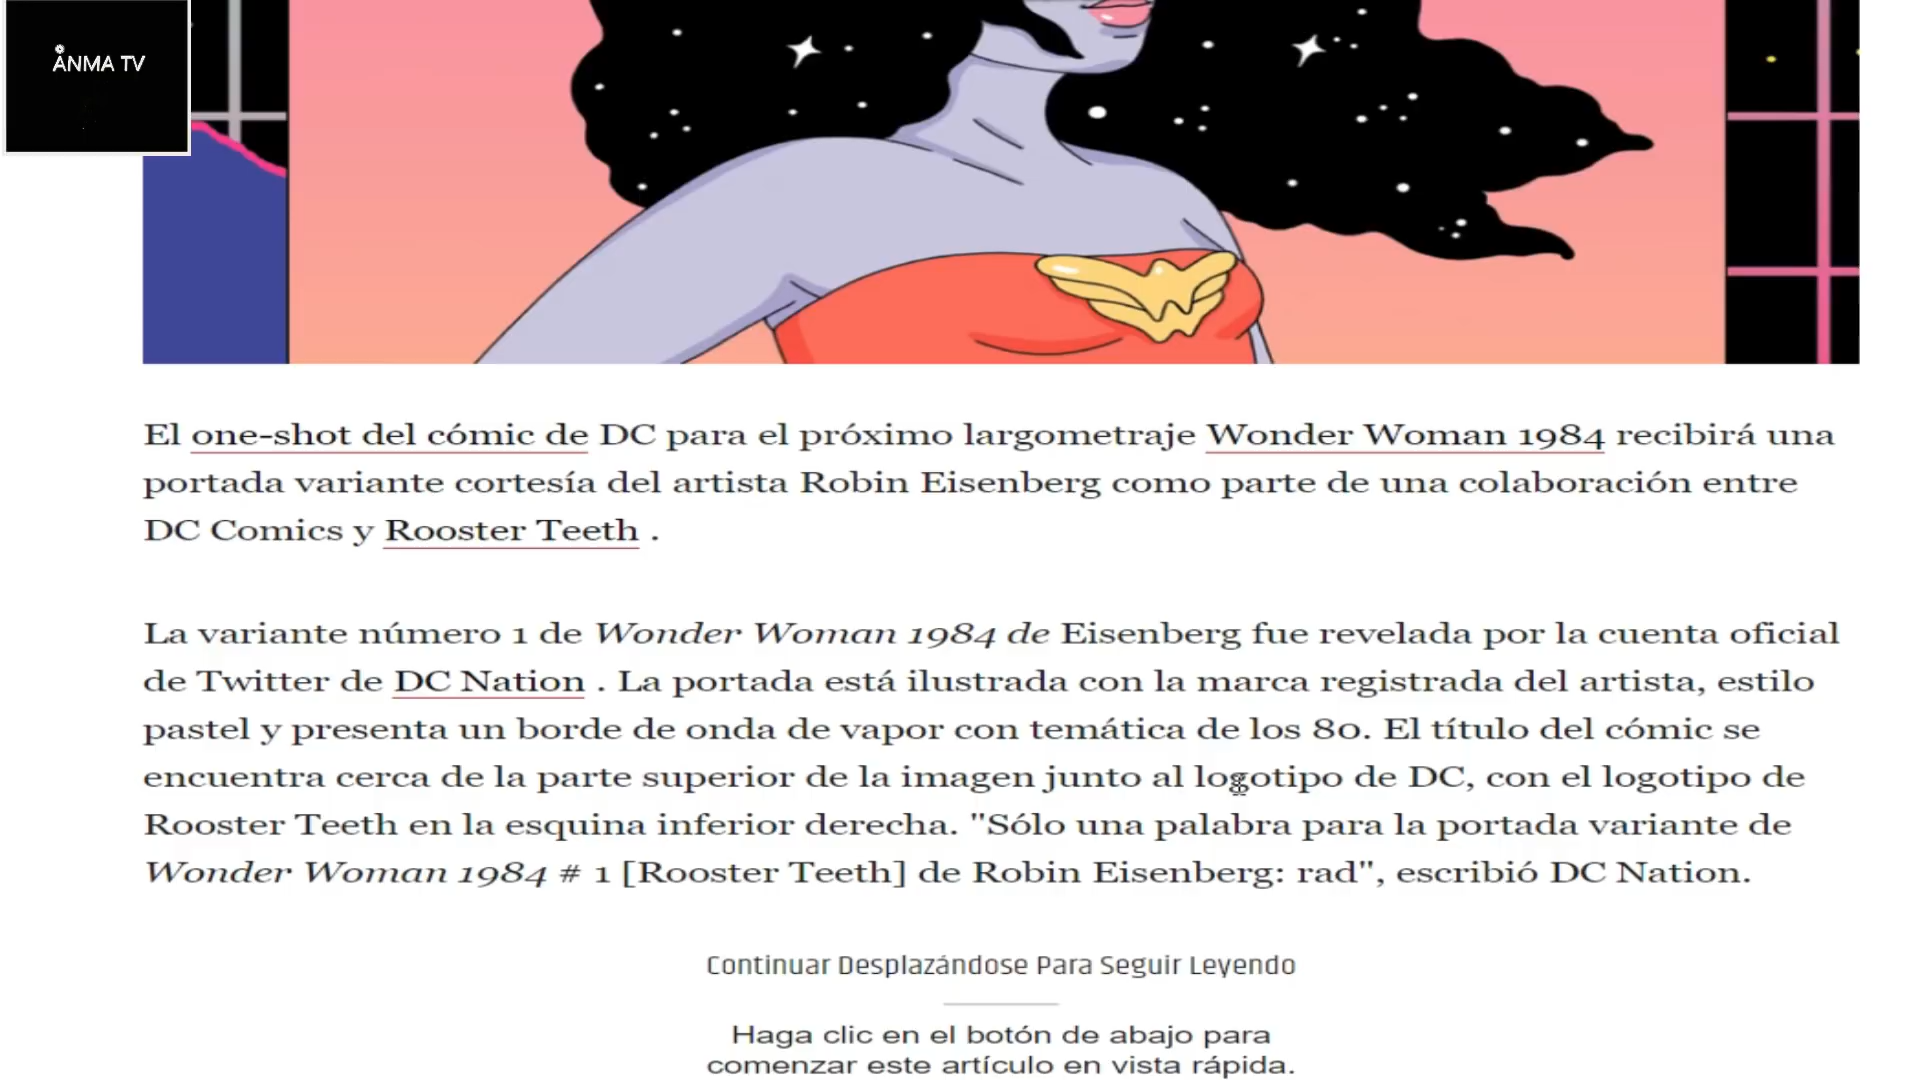 ANMA TV
El one-shot del cómic de DC para el próximo largometraje Wonder Woman 1984 recibirá una
portada variante cortesía del artista Robin Eisenberg como parte de una colaboración entre
DC Comics y Rooster Teeth .
La variante número 1 de Wonder Woman 1984 de Eisenberg fue revelada por la cuenta oficial
de Twitter de DC Nation . La portada está ilustrada con la marca registrada del artista, estilo
pastel y presenta un borde de onda de vapor con temática de los 80. El título del cómic se
encuentra cerca de la parte superior de la imagen junto al logotipo de DC, con el logotipo de
Rooster Teeth en la esquina inferior derecha. "Sólo una palabra para la portada variante de
Wonder Woman 1984 # 1 [Rooster Teeth] de Robin Eisenberg: rad", escribió DC Nation.
Continuar Desplazándose Para Seguir Leyendo
Haga clic en el botón de abajo para
comenzar este artículo en vista rápida.